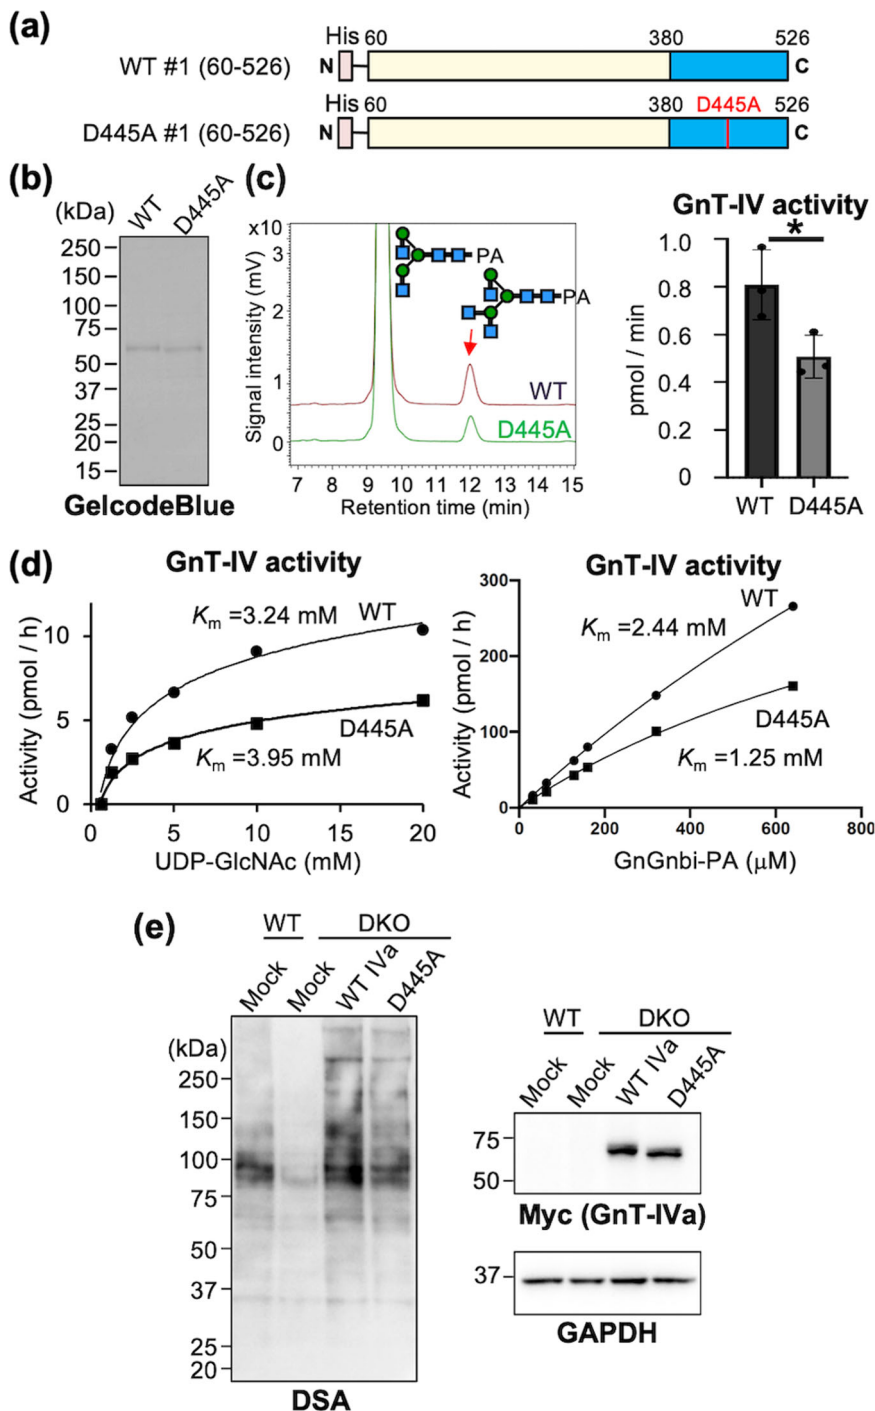 (a)
His 60 380 526
WT #1 (60-526) N C
His 60 380 D445A 526
D445A #1 (60-526) N C
(b)
(kDa) WT D445A
250
150
100
75
50
37
25
20
15
GelcodeBlue
(c)
x10
3
2
1
0
Signal intensity (mV)
PA
PA
WT
D445A
7 8 9 10 11 12 13 14 15
Retention time (min)
GnT-IV activity
*
1.0
0.8
0.6
0.4
0.2
0
pmol / min
WT D445A
(d)
GnT-IV activity
Km =3.24 mM
WT
D445A
Km =3.95 mM
10
5
0
Activity (pmol / h)
0 5 10 15 20
UDP-GlcNAc (mM)
GnT-IV activity
WT
Km =2.44 mM
D445A
Km =1.25 mM
300
200
100
0
Activity (pmol / h)
0 200 400 600 800
GnGnbi-PA (μM)
(e)
WT DKO
Mock Mock WT IVa D445A
(kDa)
250
150
100
75
50
37
25
20
DSA
WT DKO
Mock Mock WT IVa D445A
75
50
Myc (GnT-IVa)
37
GAPDH